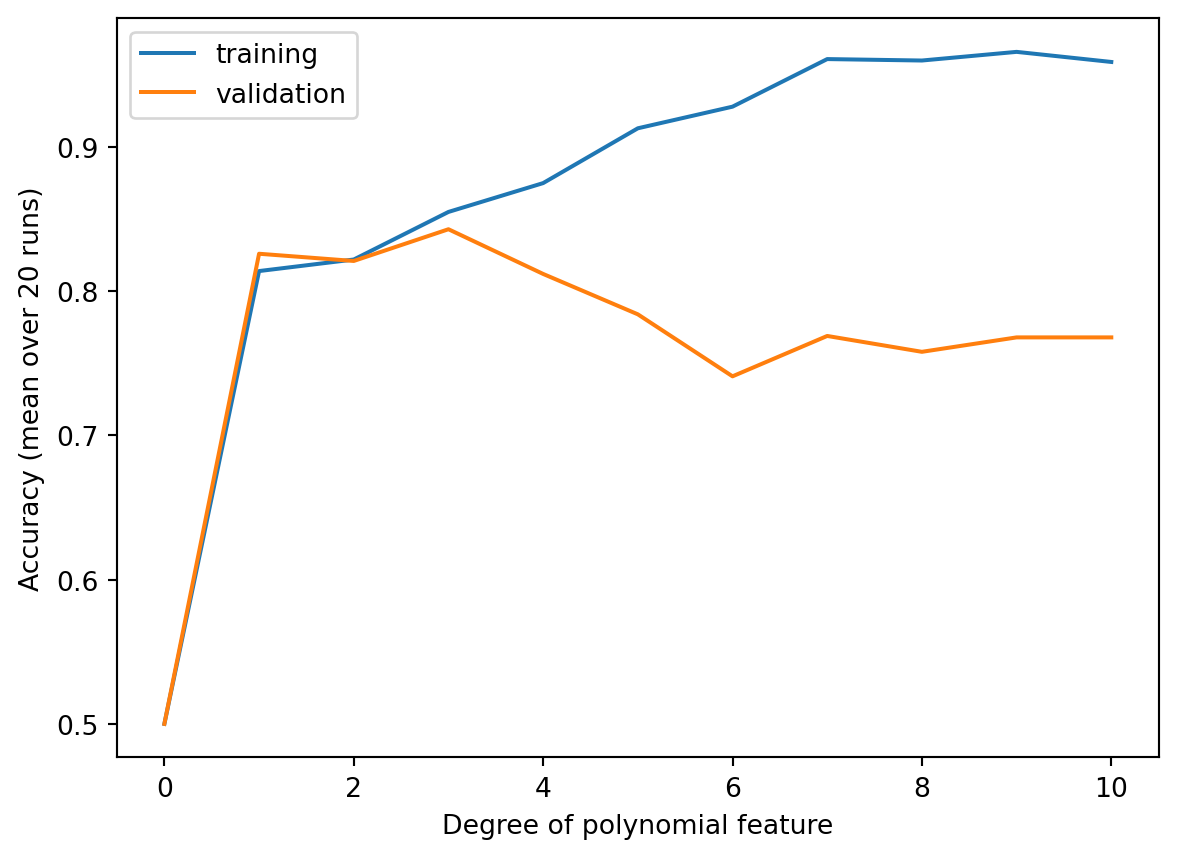 training
validation
0.9
0.8
0.7
0.6
0.5
Accuracy (mean over 20 runs)
0 2 4 6 8 10
Degree of polynomial feature